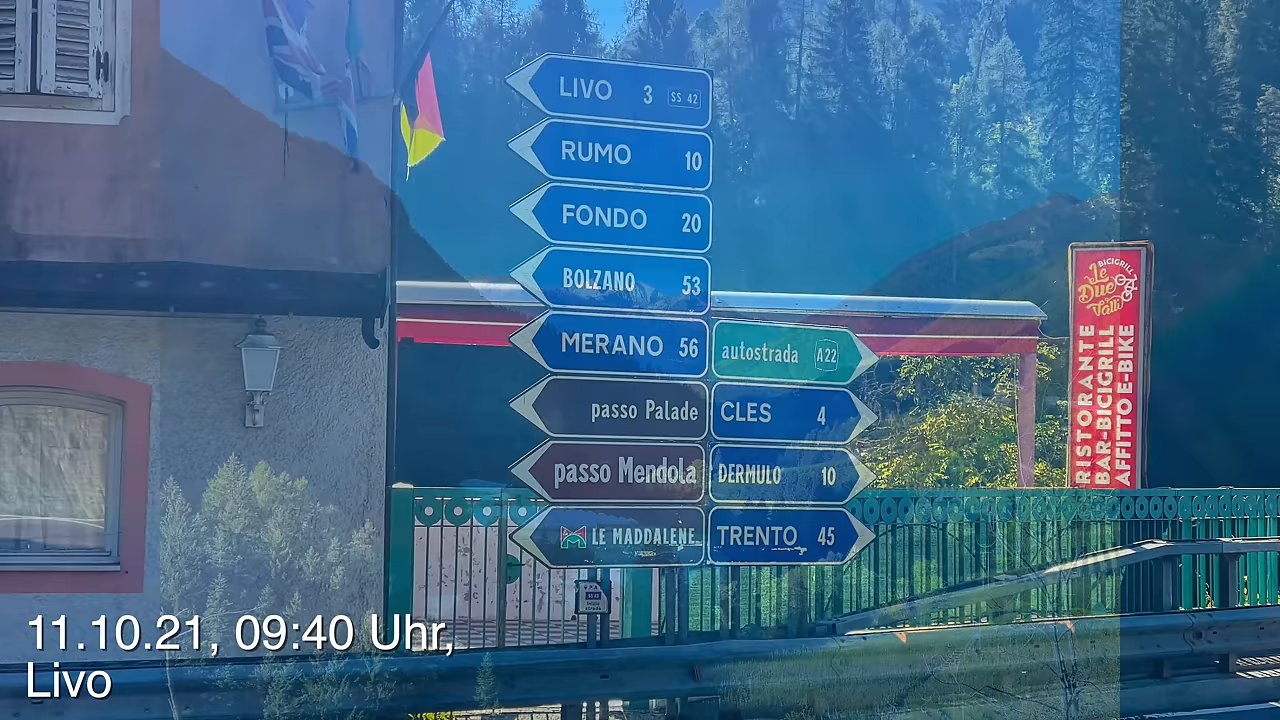 LIVO 3 SS 42
RUMO 10
FONDO 20
BOLZANO 53
MERANO 56
autostrada A22
passo Palade
CLES 4
passo Mendola
DERMULO 10
LE MADDALENE
TRENTO 45
BICIGRILL
Le
Due
Valli
RISTORANTE
BAR-BICIGRILL
AFFITTO E-BIKE
11.10.21, 09:40 Uhr,
Livo